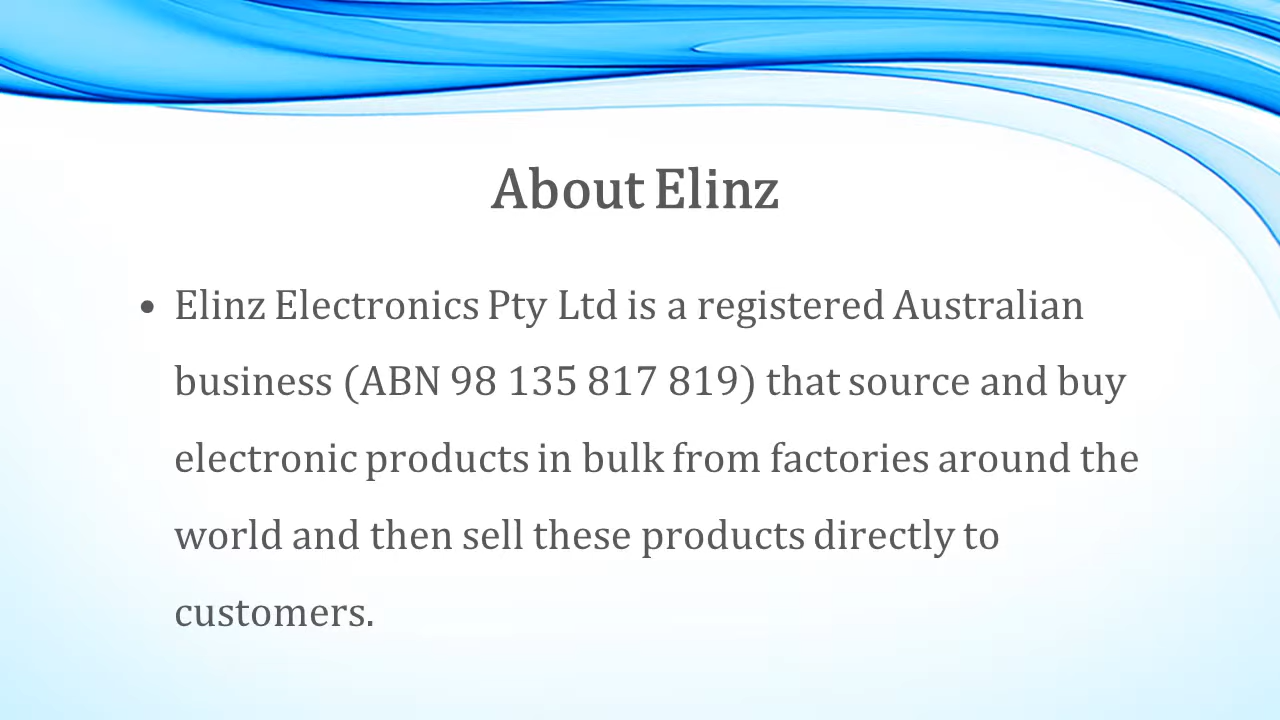 About Elinz
• Elinz Electronics Pty Ltd is a registered Australian
business (ABN 98 135 817 819) that source and buy
electronic products in bulk from factories around the
world and then sell these products directly to
customers.